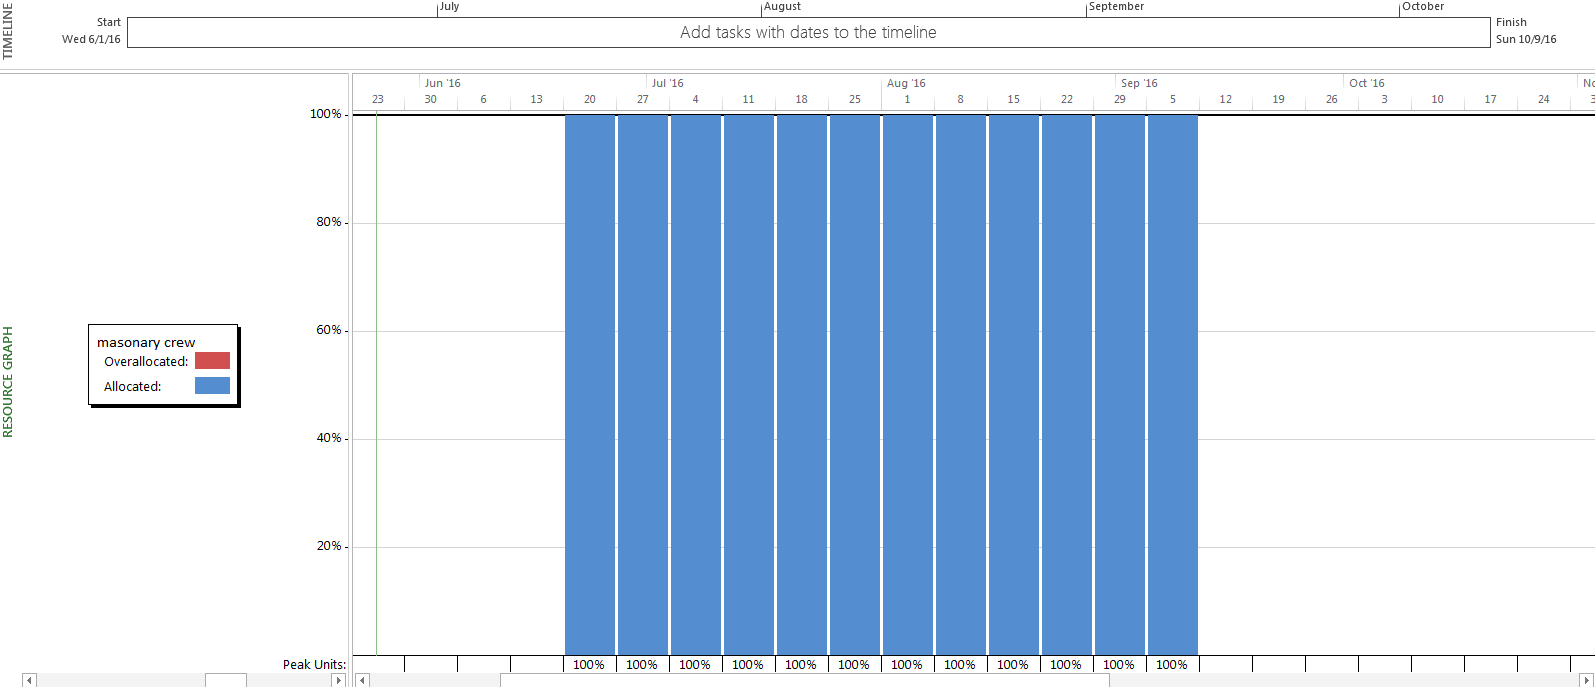 TIMELINE
July August September October
Start
Wed 6/1/16
Add tasks with dates to the timeline
Finish
Sun 10/9/16
Jun '16 Jul '16 Aug '16 Sep '16 Oct '16
23 30 6 13 20 27 4 11 18 25 1 8 15 22 29 5 12 19 26 3 10 17 24
100%
80%
60%
40%
20%
RESOURCE GRAPH
masonary crew
Overallocated:
Allocated:
Peak Units: 100% 100% 100% 100% 100% 100% 100% 100% 100% 100% 100% 100%